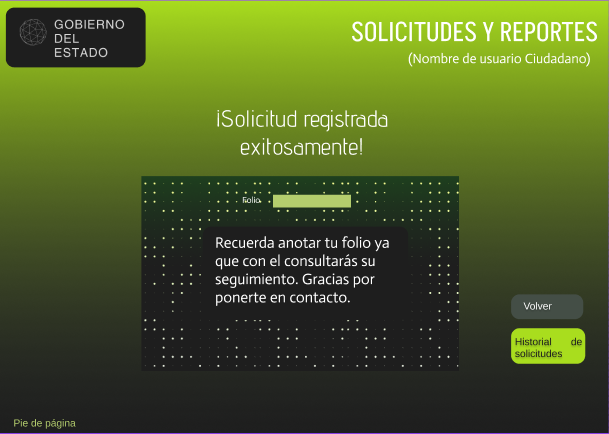 GOBIERNO
DEL
ESTADO
SOLICITUDES Y REPORTES
(Nombre de usuario Ciudadano)
¡Solicitud registrada
exitosamente!
Folio
Recuerda anotar tu folio ya
que con el consultarás su
seguimiento. Gracias por
ponerte en contacto.
Volver
Historial de
solicitudes
Pie de página